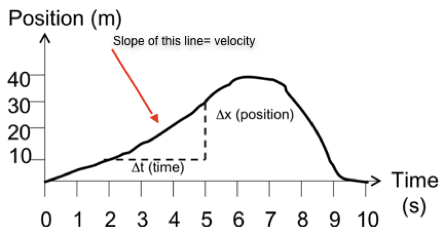 Position (m)
Slope of this line= velocity
40
30
20
10
Δx (position)
Δt (time)
Time
(s)
0 1 2 3 4 5 6 7 8 9 10